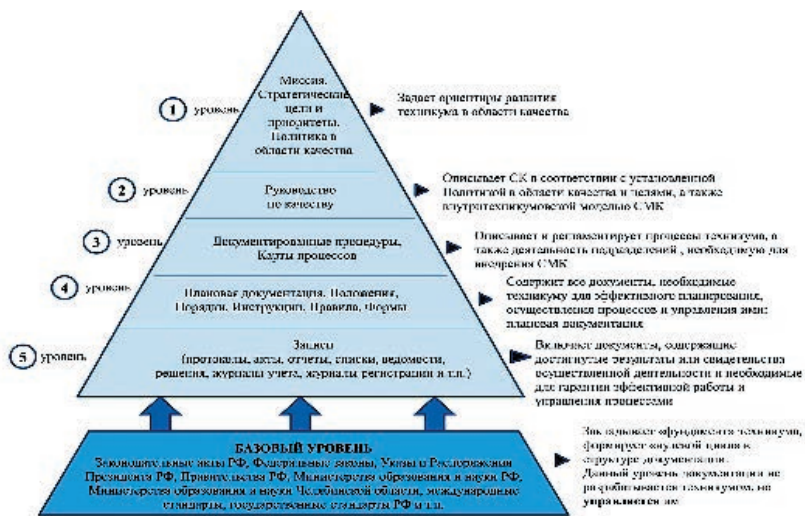 Миссия.
Стратегические
цели и
приоритеты.
Политика в
области качества
1 уровень
Задает ориентиры развития
техникума в области качества
2 уровень
Руководство
по качеству
Описывает СК в соответствии с установленной
Политикой в области качества и целями, а также
внутритехникумовской моделью СМК
3 уровень
Документированные процедуры,
Карты процессов
Описывает и регламентирует процессы техникума, а
также деятельность подразделений , необходимую для
внедрения СМК
4 уровень
Плановая документация, Положения,
Порядки, Инструкции, Правила, Формы
Содержит все документы, необходимые
техникуму для эффективного планирования,
осуществления процессов и управления ими:
плановая документация
5 уровень
Записи
(протоколы, акты, отчеты, списки, ведомости,
решения, журналы учета, журналы регистрации и т.п.)
Включает документы, содержащие
достигнутые результаты или свидетельства
осуществленной деятельности и необходимые
для гарантии эффективной работы и
управления процессами
БАЗОВЫЙ УРОВЕНЬ
Законодательные акты РФ, Федеральные законы, Указы и Распоряжения
Президента РФ, Правительства РФ, Министерства образования и науки РФ,
Министерства образования и науки Челябинской области, международные
стандарты, государственные стандарты РФ и т.п.
Закладывает «фундамент» техникума,
формирует «нулевой цикл» в
структуре документации.
Данный уровень документации не
разрабатывается техникумом, но
управляется им